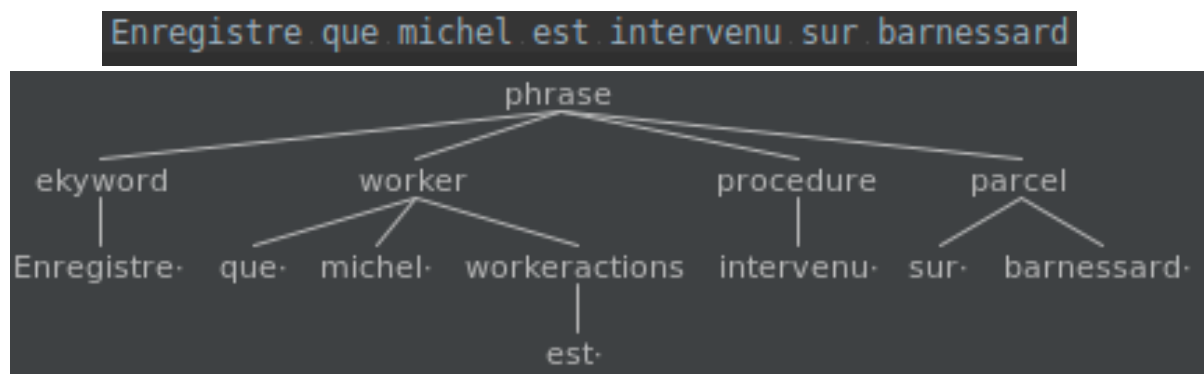 Enregistre que michel est intervenu sur barnessard
phrase
ekyword worker procedure parcel
Enregistre· que· michel· workeractions intervenu· sur· barnessard·
est·